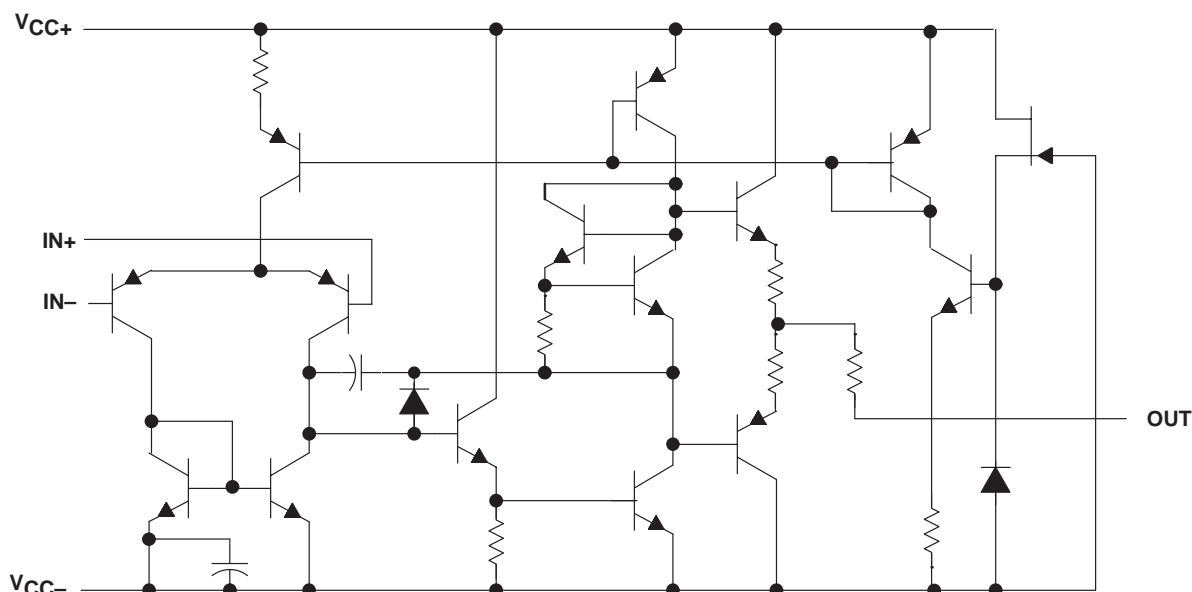 VCC+
IN+
IN–
OUT
VCC–